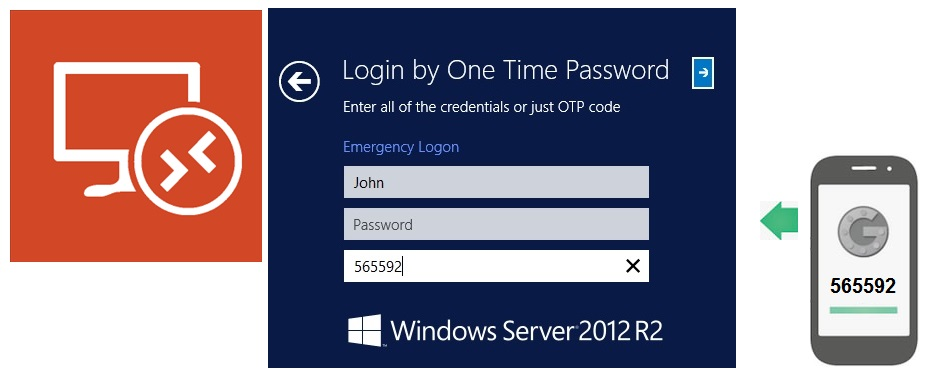 Login by One Time Password
Enter all of the credentials or just OTP code
Emergency Logon
John
Password
565592
Windows Server 2012 R2
G
565592